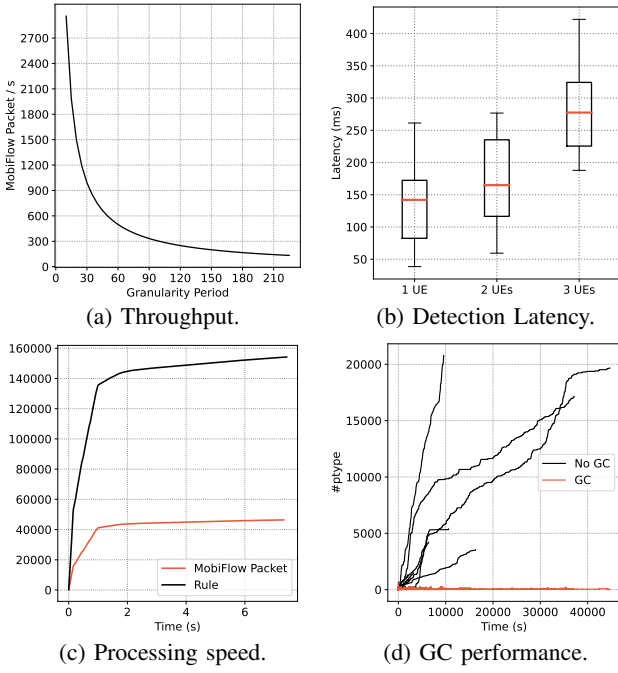 2700
2400
2100
1800
1500
1200
900
600
300
0
MobiFlow Packet / s
0 30 60 90 120 150 180 210
Granularity Period
(a) Throughput.
400
350
300
250
200
150
100
50
Latency (ms)
1 UE 2 UEs 3 UEs
(b) Detection Latency.
160000
140000
120000
100000
80000
60000
40000
20000
0
MobiFlow Packet
Rule
0 2 4 6
Time (s)
(c) Processing speed.
20000
15000
10000
5000
0
#ptype
No GC
GC
0 10000 20000 30000 40000
Time (s)
(d) GC performance.